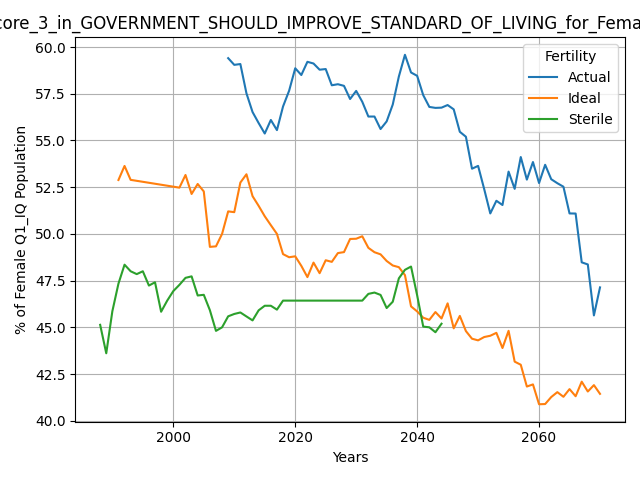 core_3_in_GOVERNMENT_SHOULD_IMPROVE_STANDARD_OF_LIVING_for_Fema
Fertility
Actual
Ideal
Sterile
% of Female Q1_IQ Population
60.0
57.5
55.0
52.5
50.0
47.5
45.0
42.5
40.0
2000 2020 2040 2060
Years